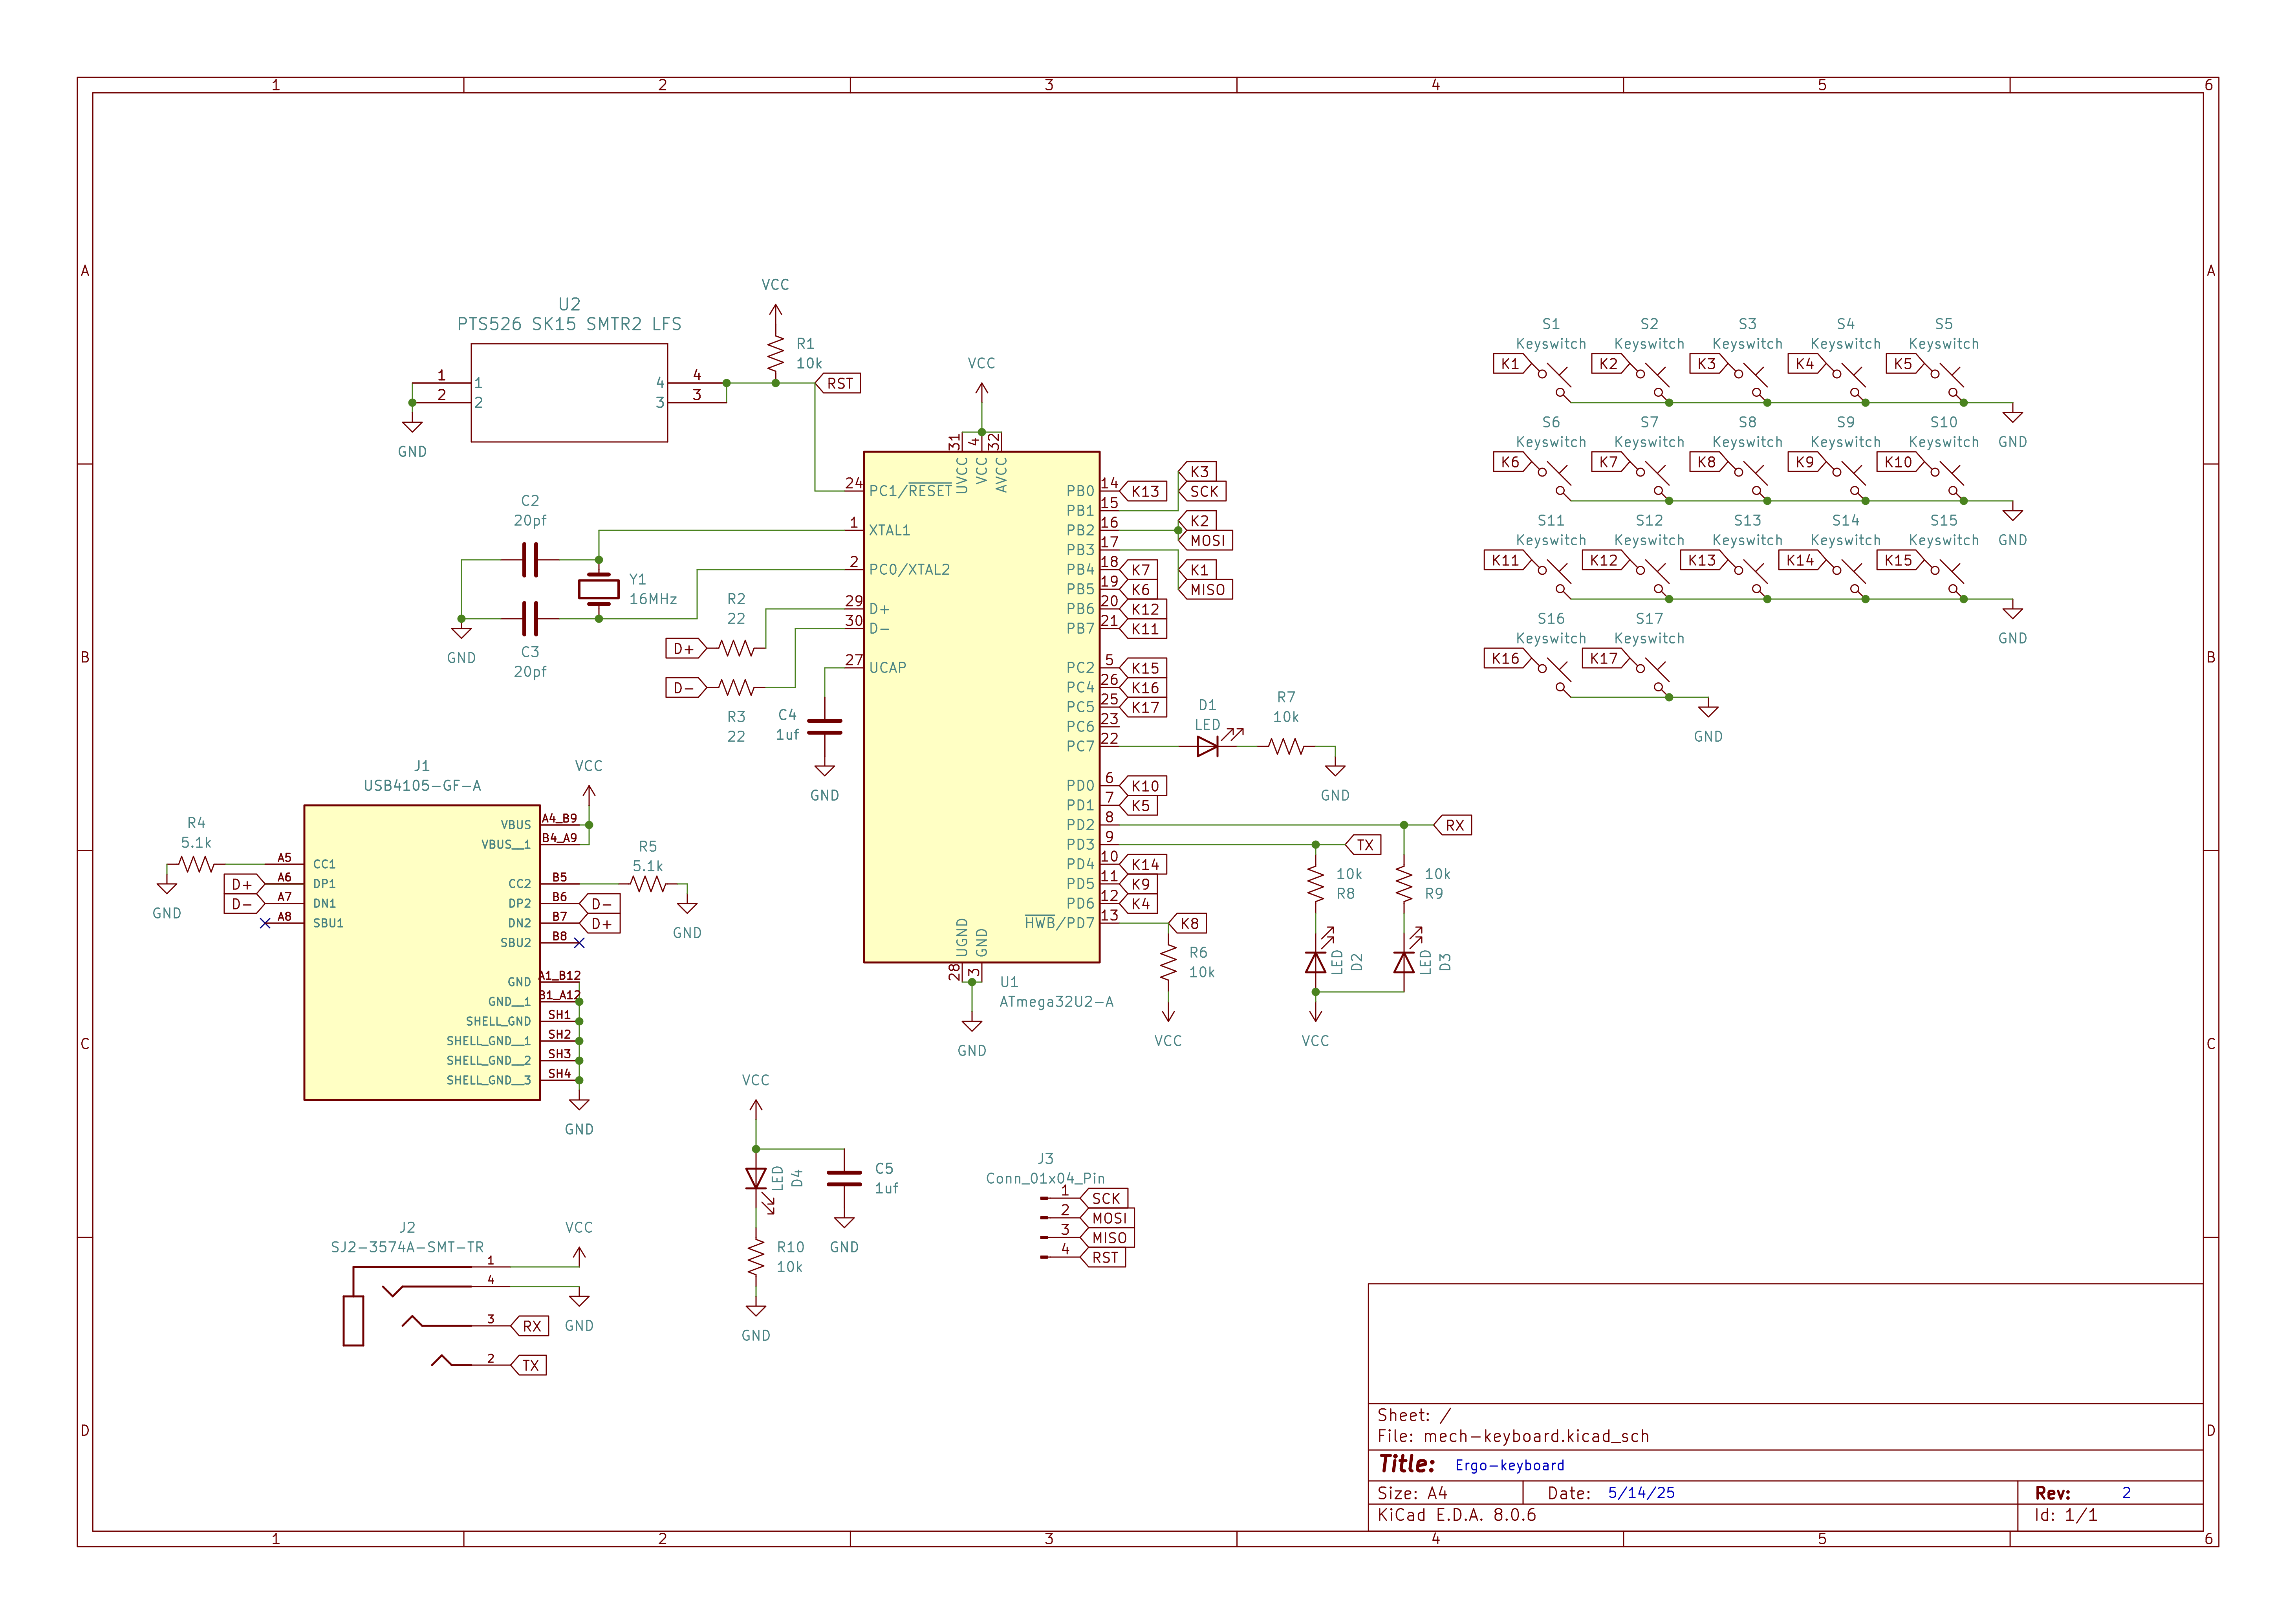 1 2 3 4 5 6
A A
B B
C C
D D
1 2 3 4 5 6
U2
PTS526 SK15 SMTR2 LFS
1 1
2 2
4 4
3 3
GND
VCC
R1
10k
RST
VCC
C2
20pf
Y1
16MHz
C3
20pf
GND
R2
22
D+
D-
R3
22
C4
1uf
GND
31 4 32
UVCC VCC AVCC
24 PC1/RESET
1 XTAL1
2 PC0/XTAL2
29 D+
30 D-
27 UCAP
PB0 14 K13
PB1 15 K3 SCK
PB2 16 K2 MOSI
PB3 17 K1 MISO
PB4 18 K7
PB5 19 K6
PB6 20 K12
PB7 21 K11
PC2 5 K15
PC4 26 K16
PC5 25 K17
PC6 23
PC7 22
PD0 6 K10
PD1 7 K5
PD2 8 RX
PD3 9 TX
PD4 10 K14
PD5 11 K9
PD6 12 K4
HWB/PD7 13 K8
UGND GND
28 3
GND
U1
ATmega32U2-A
D1
LED
R7
10k
GND
R6
10k
VCC
10k
R8
10k
R9
LED
D2
LED
D3
VCC
S1 S2 S3 S4 S5
Keyswitch Keyswitch Keyswitch Keyswitch Keyswitch
K1 K2 K3 K4 K5
GND
S6 S7 S8 S9 S10
Keyswitch Keyswitch Keyswitch Keyswitch Keyswitch
K6 K7 K8 K9 K10
GND
S11 S12 S13 S14 S15
Keyswitch Keyswitch Keyswitch Keyswitch Keyswitch
K11 K12 K13 K14 K15
GND
S16 S17
Keyswitch Keyswitch
K16 K17
GND
J1
USB4105-GF-A
VCC
R4
5.1k
GND
D+
D-
A5 CC1
A6 DP1
A7 DN1
A8 SBU1
VBUS A4_B9
VBUS__1 B4_A9
CC2 B5
DP2 B6 D-
DN2 B7 D+
SBU2 B8
GND A1_B12
GND__1 B1_A12
SHELL_GND SH1
SHELL_GND__1 SH2
SHELL_GND__2 SH3
SHELL_GND__3 SH4
GND
R5
5.1k
GND
VCC
LED
D4
C5
1uf
GND
R10
10k
GND
J3
Conn_01x04_Pin
1 SCK
2 MOSI
3 MISO
4 RST
J2
SJ2-3574A-SMT-TR
VCC
1
4
3 RX
2 TX
GND
Sheet: /
File: mech-keyboard.kicad_sch
Title: Ergo-keyboard
Size: A4 Date: 5/14/25 Rev: 2
KiCad E.D.A. 8.0.6 Id: 1/1